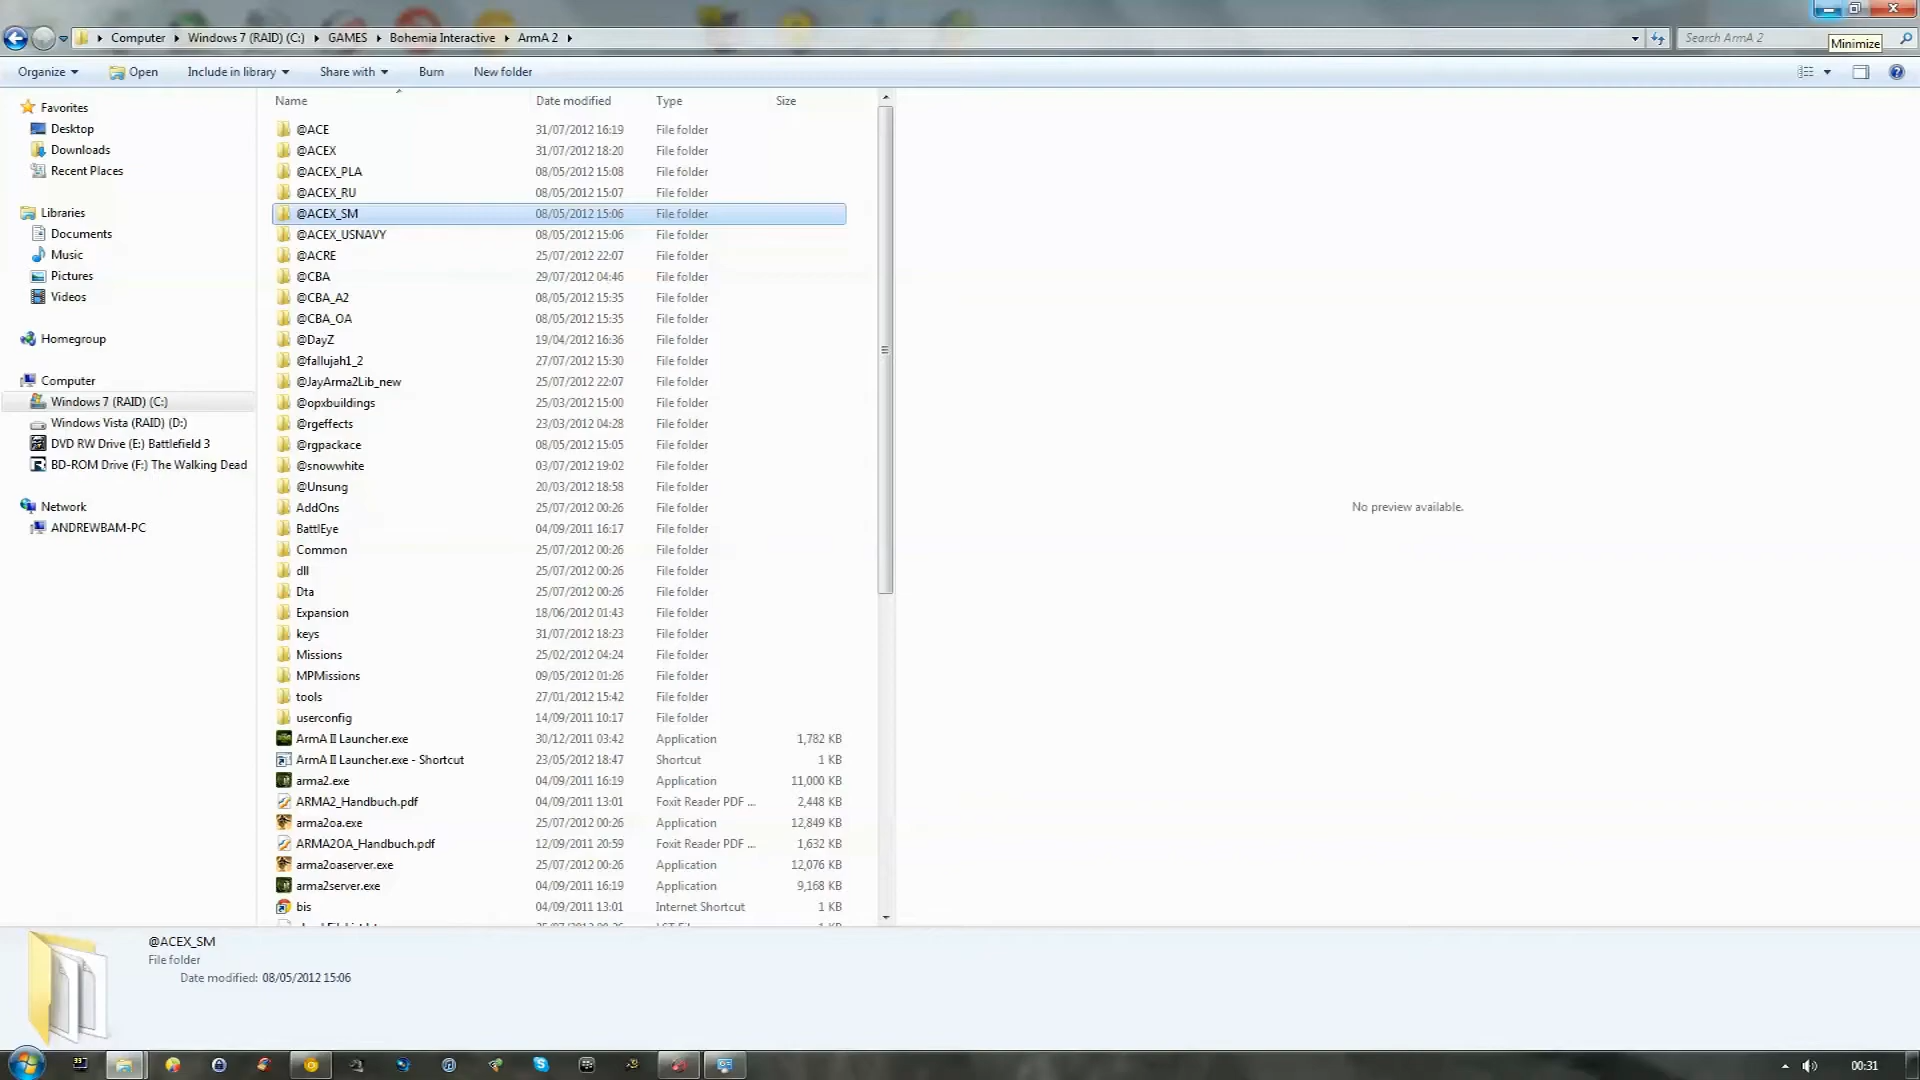 Computer Windows 7 (RAID) (C:) GAMES Bohemia Interactive ArmA 2
Search ArmA 2
Minimize
Organize Open Include in library Share with Burn New folder
Favorites
Desktop
Downloads
Recent Places
Libraries
Documents
Music
Pictures
Videos
Homegroup
Computer
Windows 7 (RAID) (C:)
Windows Vista (RAID) (D:)
DVD RW Drive (E:) Battlefield 3
BD-ROM Drive (F:) The Walking Dead
Network
ANDREWBAM-PC
Name Date modified Type Size
@ACE 31/07/2012 16:19 File folder
@ACEX 31/07/2012 18:20 File folder
@ACEX_PLA 08/05/2012 15:08 File folder
@ACEX_RU 08/05/2012 15:07 File folder
@ACEX_SM 08/05/2012 15:06 File folder
@ACEX_USNAVY 08/05/2012 15:06 File folder
@ACRE 25/07/2012 22:07 File folder
@CBA 29/07/2012 04:46 File folder
@CBA_A2 08/05/2012 15:35 File folder
@CBA_OA 08/05/2012 15:35 File folder
@DayZ 19/04/2012 16:36 File folder
@fallujah1_2 27/07/2012 15:30 File folder
@JayArma2Lib_new 25/07/2012 22:07 File folder
@opxbuildings 25/03/2012 15:00 File folder
@rgeffects 23/03/2012 04:28 File folder
@rgpackace 08/05/2012 15:05 File folder
@snowwhite 03/07/2012 19:02 File folder
@Unsung 20/03/2012 18:58 File folder
AddOns 25/07/2012 00:26 File folder
BattlEye 04/09/2011 16:17 File folder
Common 25/07/2012 00:26 File folder
dll 25/07/2012 00:26 File folder
Dta 25/07/2012 00:26 File folder
Expansion 18/06/2012 01:43 File folder
keys 31/07/2012 18:23 File folder
Missions 25/02/2012 04:24 File folder
MPMissions 09/05/2012 01:26 File folder
tools 27/01/2012 15:42 File folder
userconfig 14/09/2011 10:17 File folder
ArmA II Launcher.exe 30/12/2011 03:42 Application 1,782 KB
ArmA II Launcher.exe - Shortcut 23/05/2012 18:47 Shortcut 1 KB
arma2.exe 04/09/2011 16:19 Application 11,000 KB
ARMA2_Handbuch.pdf 04/09/2011 13:01 Foxit Reader PDF ... 2,448 KB
arma2oa.exe 25/07/2012 00:26 Application 12,849 KB
ARMA2OA_Handbuch.pdf 12/09/2011 20:59 Foxit Reader PDF ... 1,632 KB
arma2oaserver.exe 25/07/2012 00:26 Application 12,076 KB
arma2server.exe 04/09/2011 16:19 Application 9,168 KB
bis 04/09/2011 13:01 Internet Shortcut 1 KB
No preview available.
@ACEX_SM
File folder
Date modified: 08/05/2012 15:06
00:31